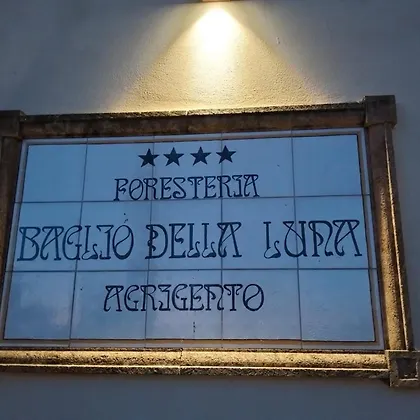 ★★★★
FORESTERIA
BAGLIO DELLA LUNA
AGRIGENTO